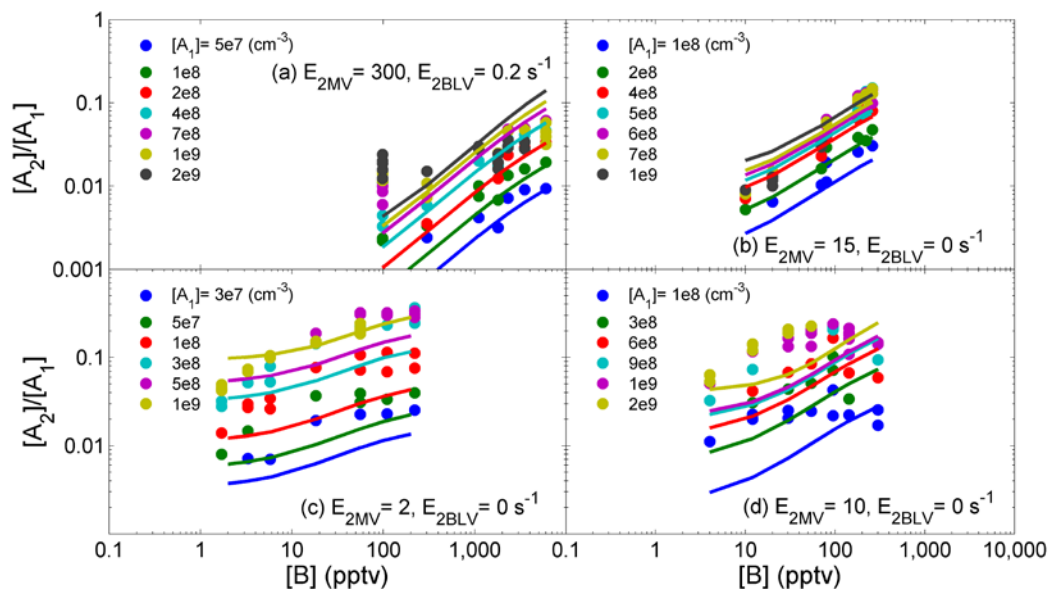 1
0.1
0.01
0.001
[A₂]/[A₁]
[A₁]= 5e7 (cm⁻³)
1e8
2e8
4e8
7e8
1e9
2e9
(a) E₂MV= 300, E₂BLV= 0.2 s⁻¹
[A₁]= 1e8 (cm⁻³)
2e8
4e8
5e8
6e8
7e8
1e9
(b) E₂MV= 15, E₂BLV= 0 s⁻¹
0.1
0.01
[A₂]/[A₁]
[A₁]= 3e7 (cm⁻³)
5e7
1e8
3e8
5e8
1e9
(c) E₂MV= 2, E₂BLV= 0 s⁻¹
[A₁]= 1e8 (cm⁻³)
3e8
6e8
9e8
1e9
2e9
(d) E₂MV= 10, E₂BLV= 0 s⁻¹
0.1 1 10 100 1,000 0.1 1 10 100 1,000 10,000
[B] (pptv) [B] (pptv)